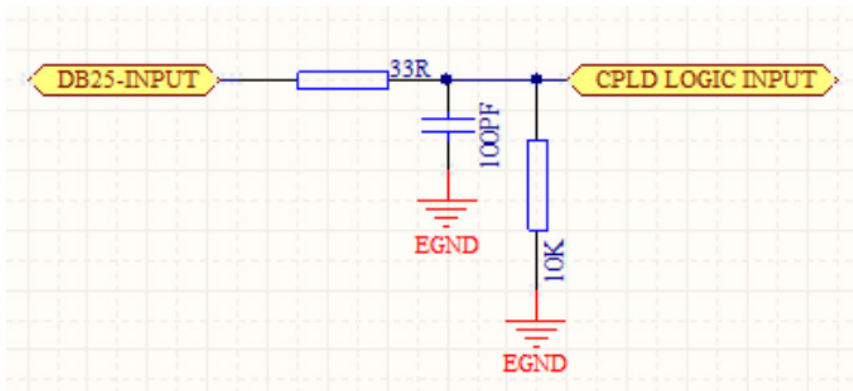 DB25-INPUT
33R
CPLD LOGIC INPUT
100PF
EGND
10K
EGND